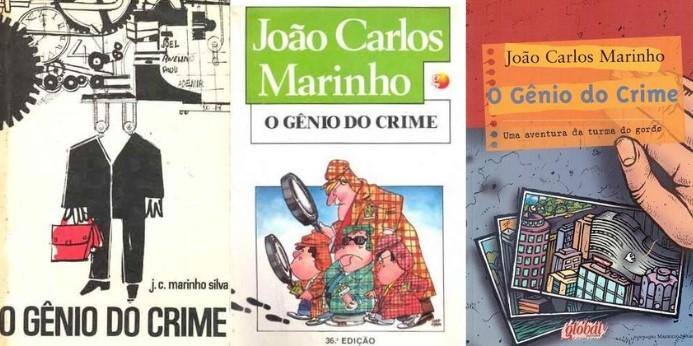 JOEL
j.c. marinho silva
O GÊNIO DO CRIME
João Carlos
Marinho
g
O GÊNIO DO CRIME
36.ª EDIÇÃO
João Carlos Marinho
O Gênio do Crime
Uma aventura da turma do gordo
global